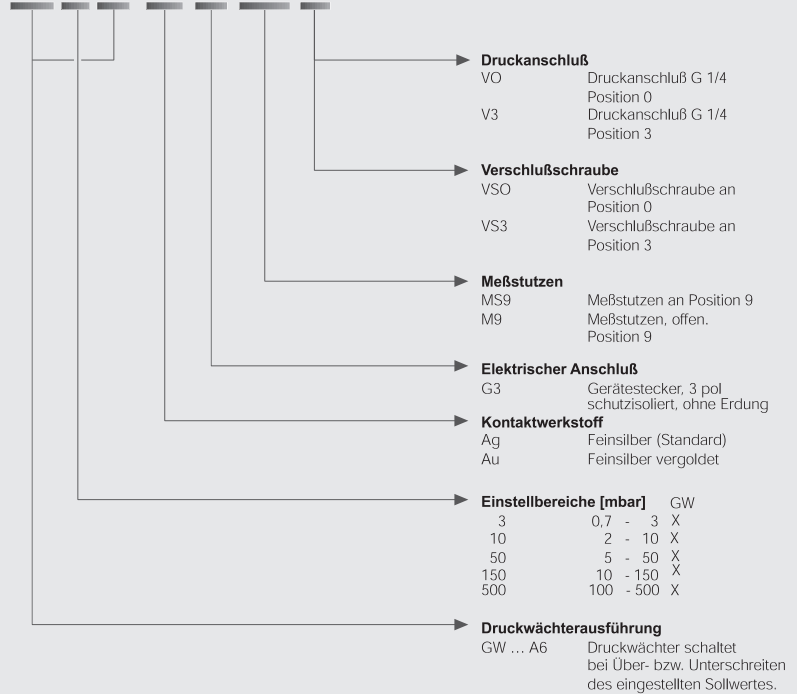 Druckanschluß
VO Druckanschluß G 1/4
Position 0
V3 Druckanschluß G 1/4
Position 3
Verschlußschraube
VSO Verschlußschraube an
Position 0
VS3 Verschlußschraube an
Position 3
Meßstutzen
MS9 Meßstutzen an Position 9
M9 Meßstutzen, offen.
Position 9
Elektrischer Anschluß
G3 Gerätestecker, 3 pol
schutzisoliert, ohne Erdung
Kontaktwerkstoff
Ag Feinsilber (Standard)
Au Feinsilber vergoldet
Einstellbereiche [mbar] GW
3 0,7 - 3 X
10 2 - 10 X
50 5 - 50 X
150 10 - 150 X
500 100 - 500 X
Druckwächterausführung
GW ... A6 Druckwächter schaltet
bei Über- bzw. Unterschreiten
des eingestellten Sollwertes.